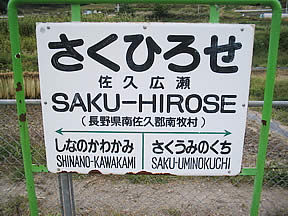 さくひろせ
佐久広瀬
SAKU-HIROSE
(長野県南佐久郡南牧村)
しなのかわかみ さくうみのくち
SHINANO-KAWAKAMI SAKU-UMINOKUCHI